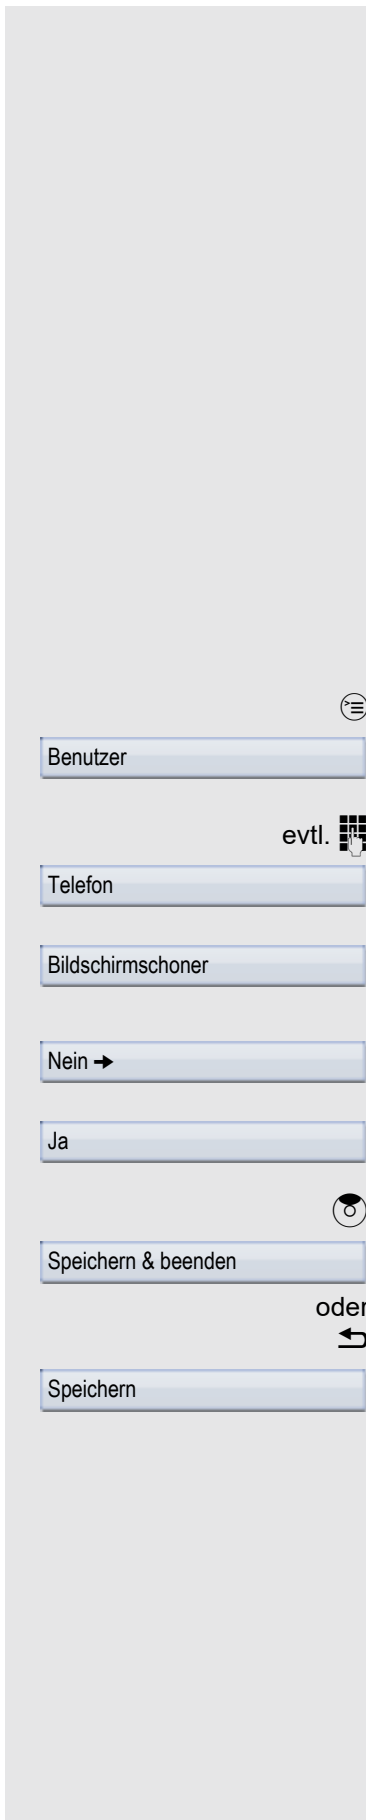 Benutzer
evtl.
Telefon
Bildschirmschoner
Nein →
Ja
Speichern & beenden
oder
Speichern